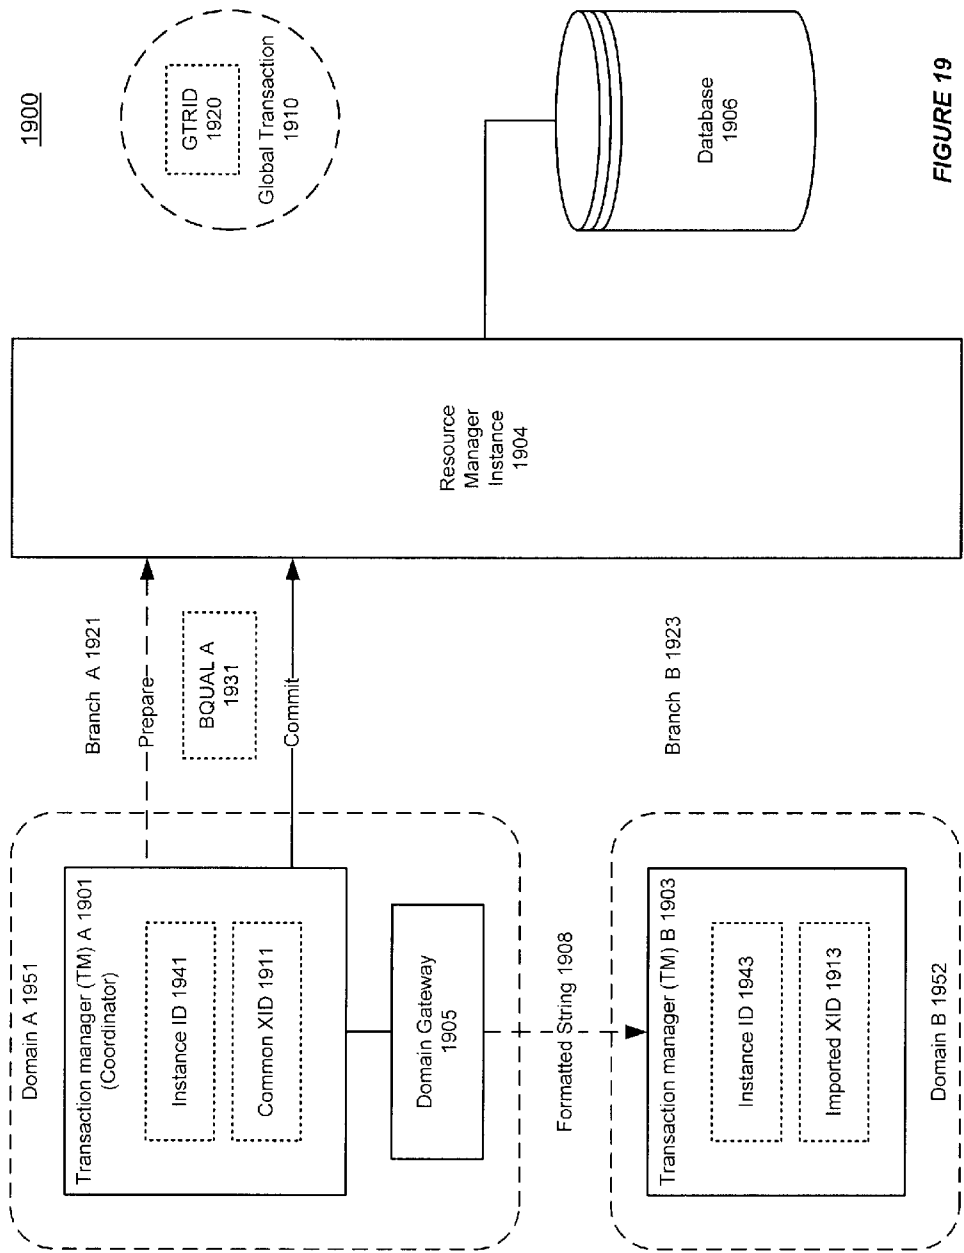 1900
Domain A 1951
Transaction manager (TM) A 1901
(Coordinator)
Instance ID 1941
Common XID 1911
Domain Gateway
1905
Formatted String 1908
Transaction manager (TM) B 1903
Instance ID 1943
Imported XID 1913
Domain B 1952
Branch A 1921
Prepare
BQUAL A
1931
Commit
Branch B 1923
Resource
Manager
Instance
1904
GTRID
1920
Global Transaction
1910
Database
1906
FIGURE 19